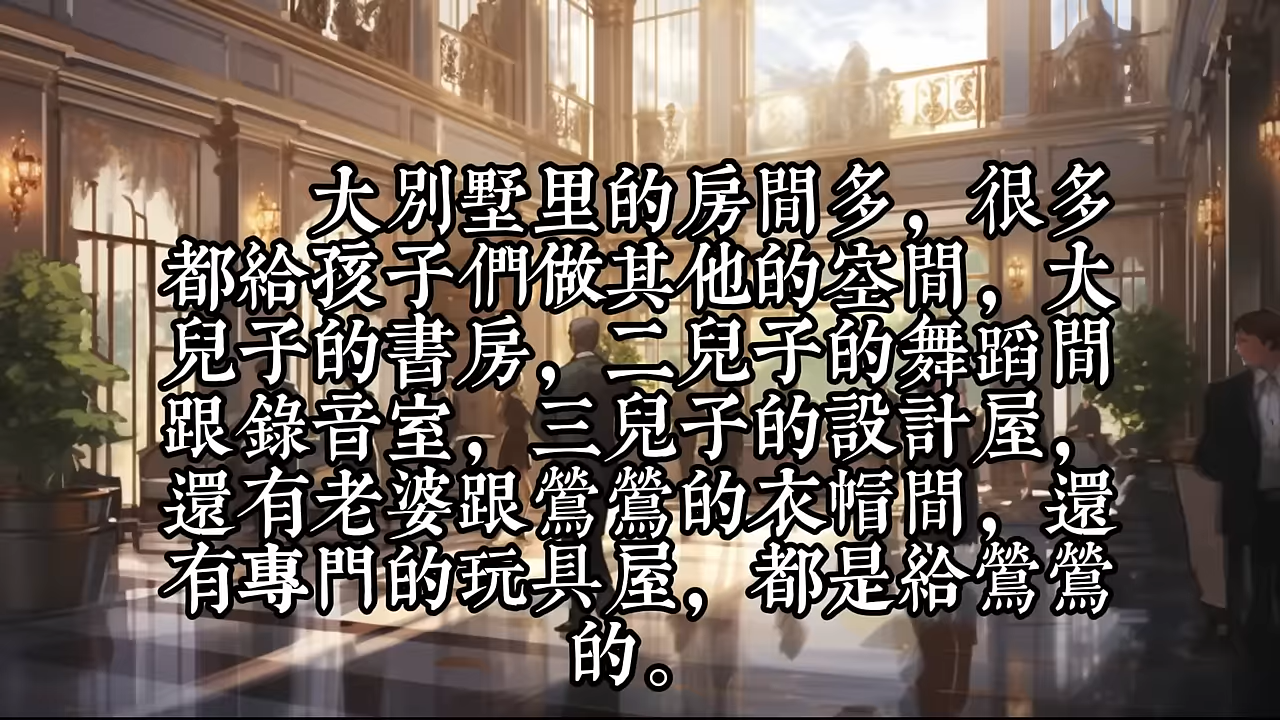 大別墅里的房間多，很多
都給孩子們做其他的空間，大
兒子的書房，二兒子的舞蹈間
跟錄音室，三兒子的設計屋，
還有老婆跟鶯鶯的衣帽間，還
有專門的玩具屋，都是給鶯鶯
的。